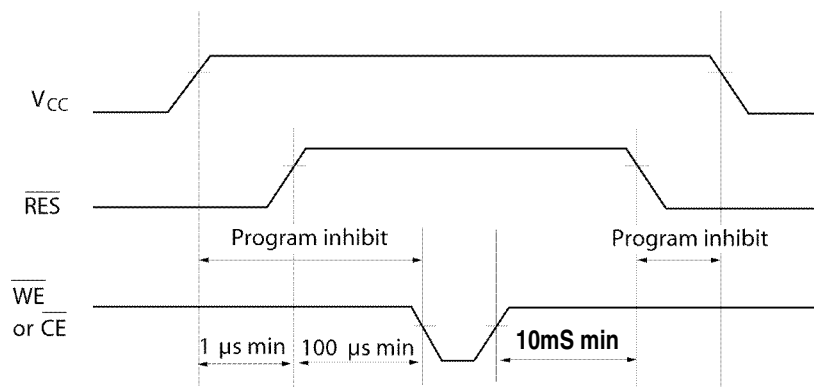 VCC
RES
Program inhibit
Program inhibit
WE
or CE
1 μs min
100 μs min
10mS min